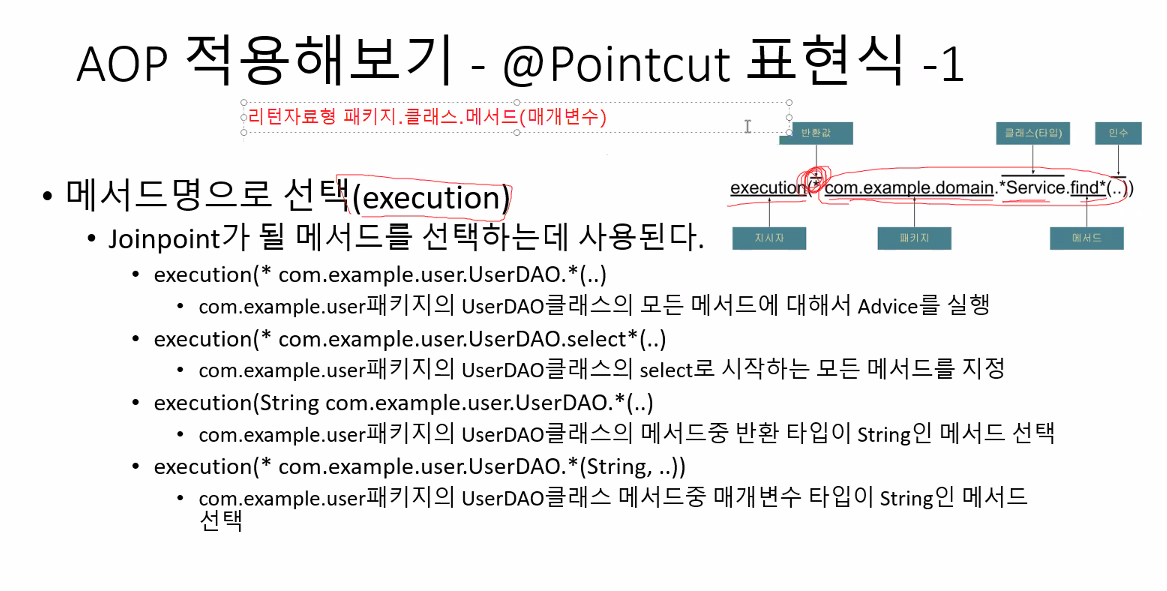 AOP 적용해보기 - @Pointcut 표현식 -1
리턴자료형 패키지.클래스.메서드(매개변수)
반환값
클래스(타입)
인수
execution(* com.example.domain.*Service.find*(..))
지시자
패키지
메서드
• 메서드명으로 선택(execution)
• Joinpoint가 될 메서드를 선택하는데 사용된다.
• execution(* com.example.user.UserDAO.*(..)
• com.example.user패키지의 UserDAO클래스의 모든 메서드에 대해서 Advice를 실행
• execution(* com.example.user.UserDAO.select*(..)
• com.example.user패키지의 UserDAO클래스의 select로 시작하는 모든 메서드를 지정
• execution(String com.example.user.UserDAO.*(..)
• com.example.user패키지의 UserDAO클래스의 메서드중 반환 타입이 String인 메서드 선택
• execution(* com.example.user.UserDAO.*(String, ..))
• com.example.user패키지의 UserDAO클래스 메서드중 매개변수 타입이 String인 메서드
선택